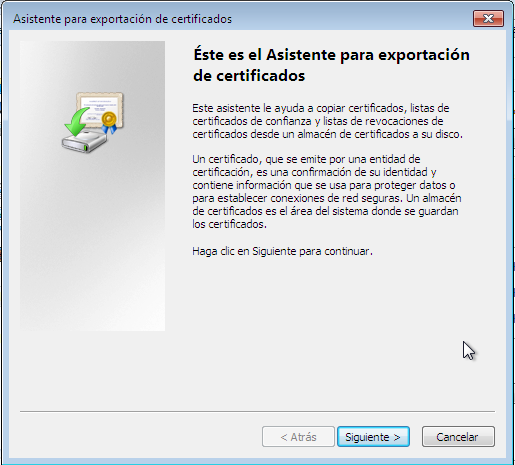 Asistente para exportación de certificados
Éste es el Asistente para exportación
de certificados
Este asistente le ayuda a copiar certificados, listas de
certificados de confianza y listas de revocaciones de
certificados desde un almacén de certificados a su disco.
Un certificado, que se emite por una entidad de
certificación, es una confirmación de su identidad y
contiene información que se usa para proteger datos o
para establecer conexiones de red seguras. Un almacén
de certificados es el área del sistema donde se guardan
los certificados.
Haga clic en Siguiente para continuar.
< Atrás
Siguiente >
Cancelar